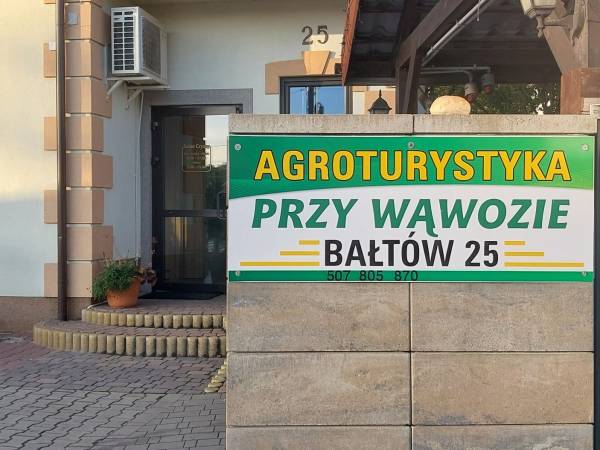 25
AGROTURYSTYKA
PRZY WĄWOZIE
BAŁTÓW 25
507 805 870